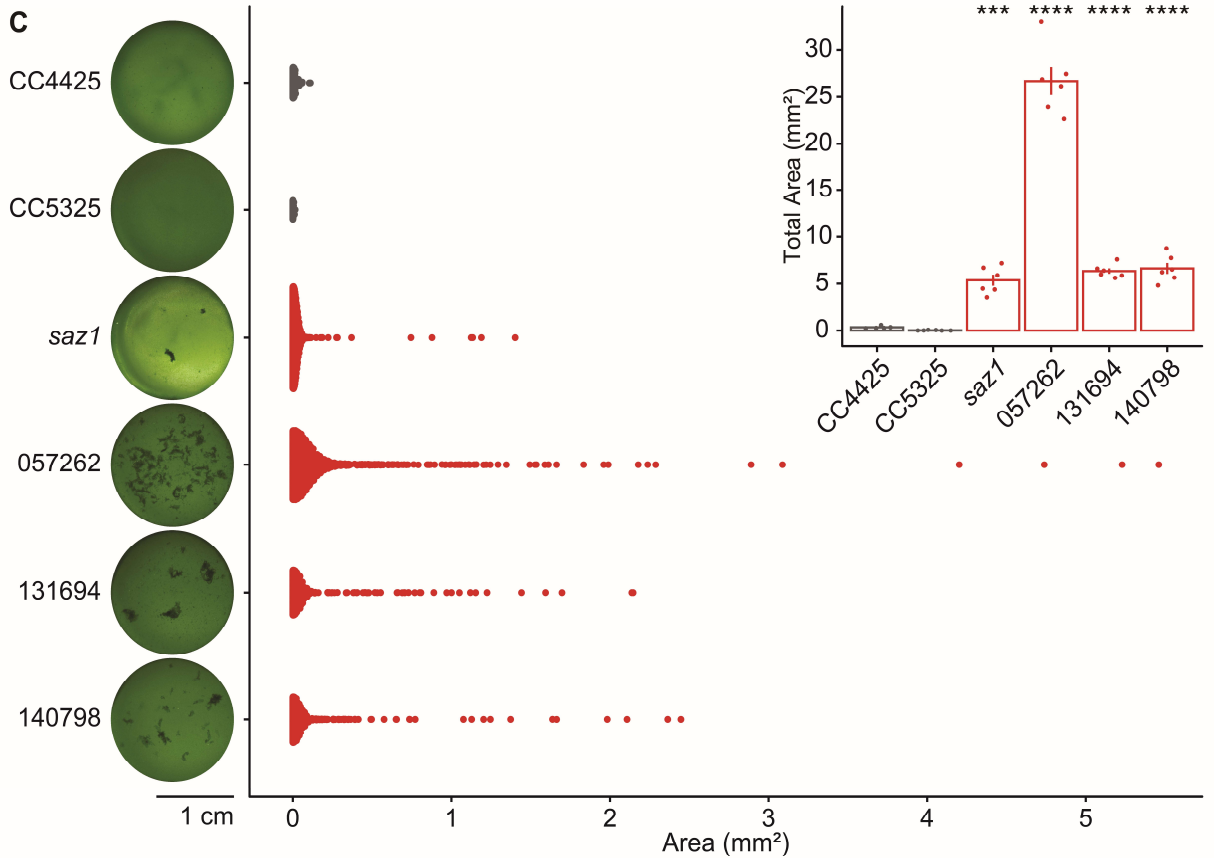 C
CC4425
CC5325
saz1
057262
131694
140798
1 cm
0 1 2 3 4 5
Area (mm²)
*** **** **** ****
30
25
20
15
10
5
0
Total Area (mm²)
CC4425
CC5325
saz1
057262
131694
140798